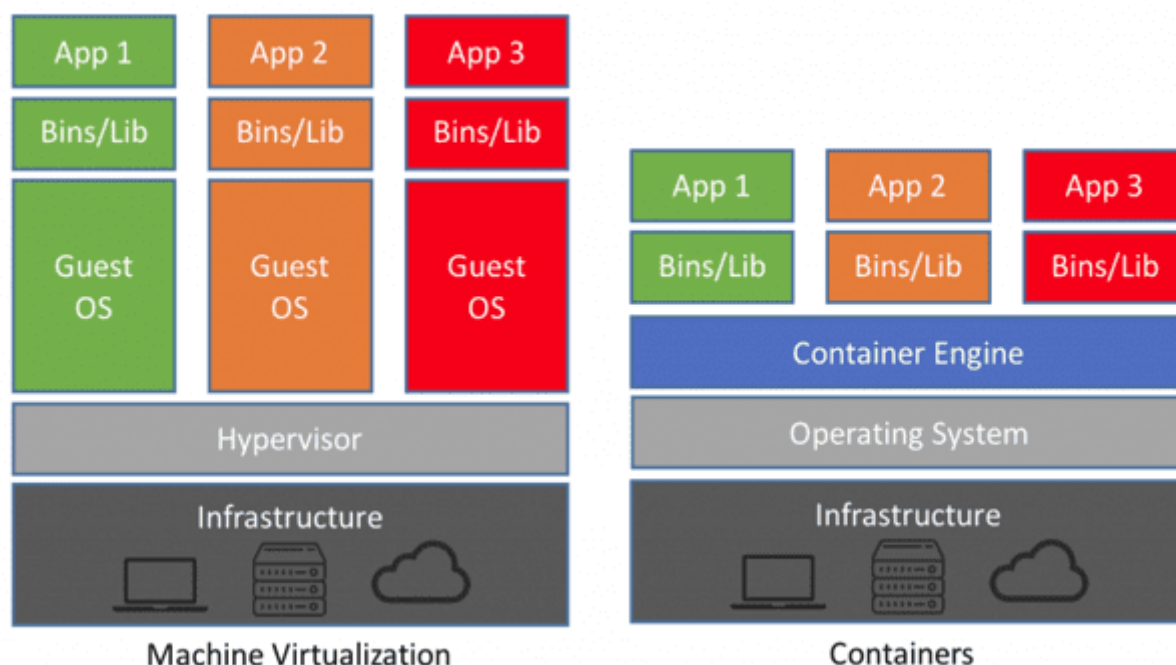 App 1
App 2
App 3
Bins/Lib
Bins/Lib
Bins/Lib
Guest
OS
Guest
OS
Guest
OS
Hypervisor
Infrastructure
Machine Virtualization
App 1
App 2
App 3
Bins/Lib
Bins/Lib
Bins/Lib
Container Engine
Operating System
Infrastructure
Containers